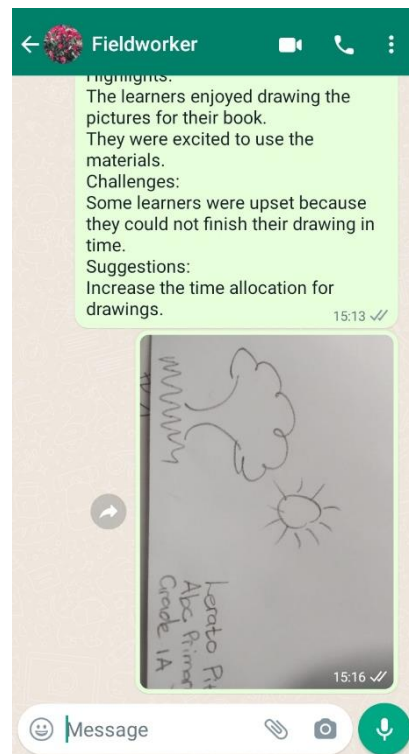 Fieldworker
Highlights:
The learners enjoyed drawing the
pictures for their book.
They were excited to use the
materials.
Challenges:
Some learners were upset because
they could not finish their drawing in
time.
Suggestions:
Increase the time allocation for
drawings.
15:13
Lerato Pi
Abc Primar
Grade 1A
15:16
Message